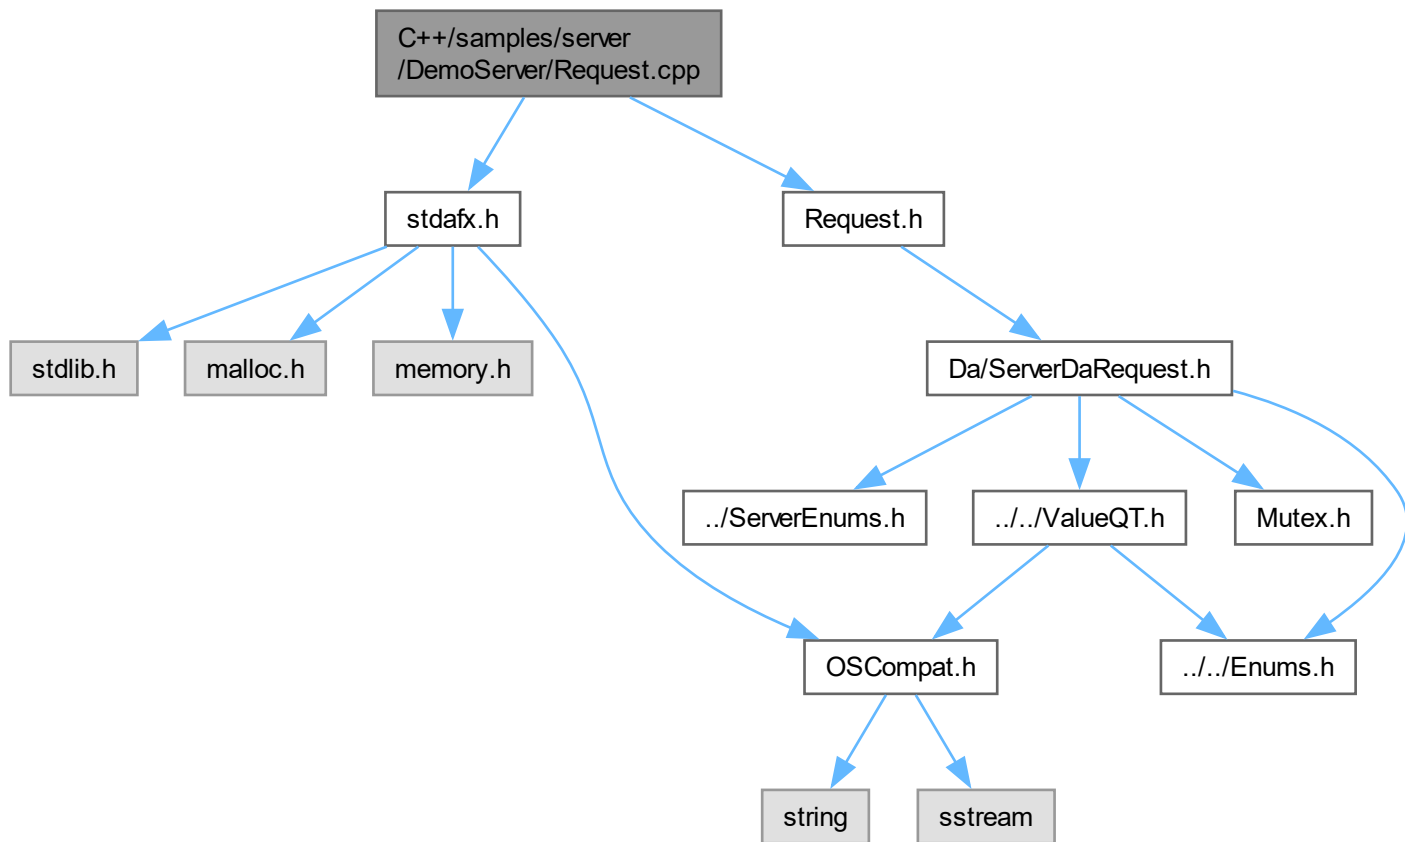 C++/samples/server
/DemoServer/Request.cpp
stdafx.h
Request.h
stdlib.h
malloc.h
memory.h
Da/ServerDaRequest.h
../ServerEnums.h
../../ValueQT.h
Mutex.h
OSCompat.h
../../Enums.h
string
sstream